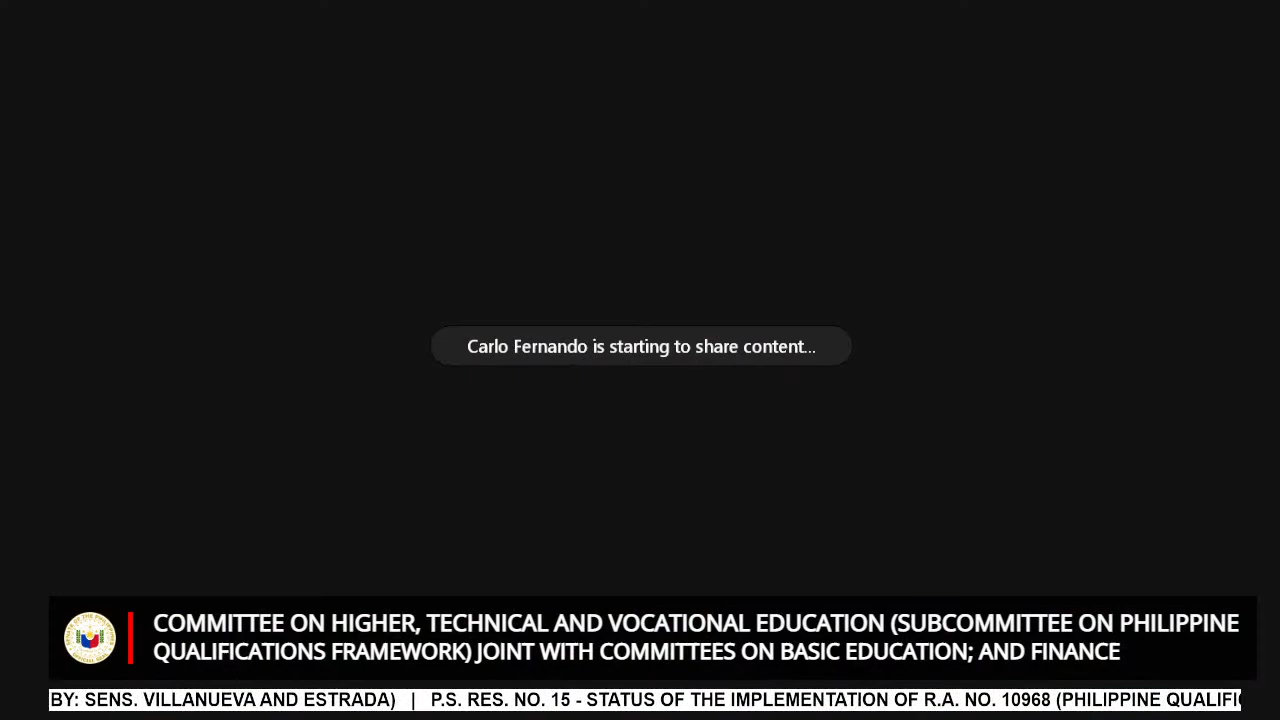 Carlo Fernando is starting to share content...
COMMITTEE ON HIGHER, TECHNICAL AND VOCATIONAL EDUCATION (SUBCOMMITTEE ON PHILIPPINE
QUALIFICATIONS FRAMEWORK) JOINT WITH COMMITTEES ON BASIC EDUCATION; AND FINANCE
BY: SENS. VILLANUEVA AND ESTRADA) | P.S. RES. NO. 15 - STATUS OF THE IMPLEMENTATION OF R.A. NO. 10968 (PHILIPPINE QUALIFI